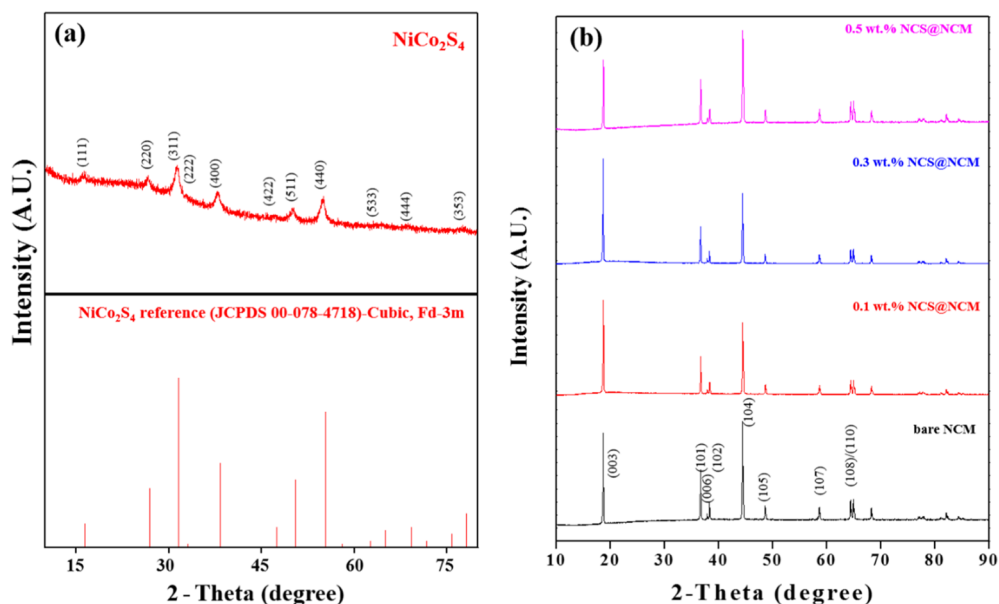 (a)
NiCo₂S₄
(111)
(220)
(311)
(222)
(400)
(422)
(511)
(440)
(533)
(444)
(353)
NiCo₂S₄ reference (JCPDS 00-078-4718)-Cubic, Fd-3m
Intensity (A.U.)
15 30 45 60 75
2 - Theta (degree)
(b)
0.5 wt.% NCS@NCM
0.3 wt.% NCS@NCM
0.1 wt.% NCS@NCM
bare NCM
(003)
(101)
(006)
(102)
(104)
(105)
(107)
(108)/(110)
Intensity (A.U.)
10 20 30 40 50 60 70 80 90
2-Theta (degree)